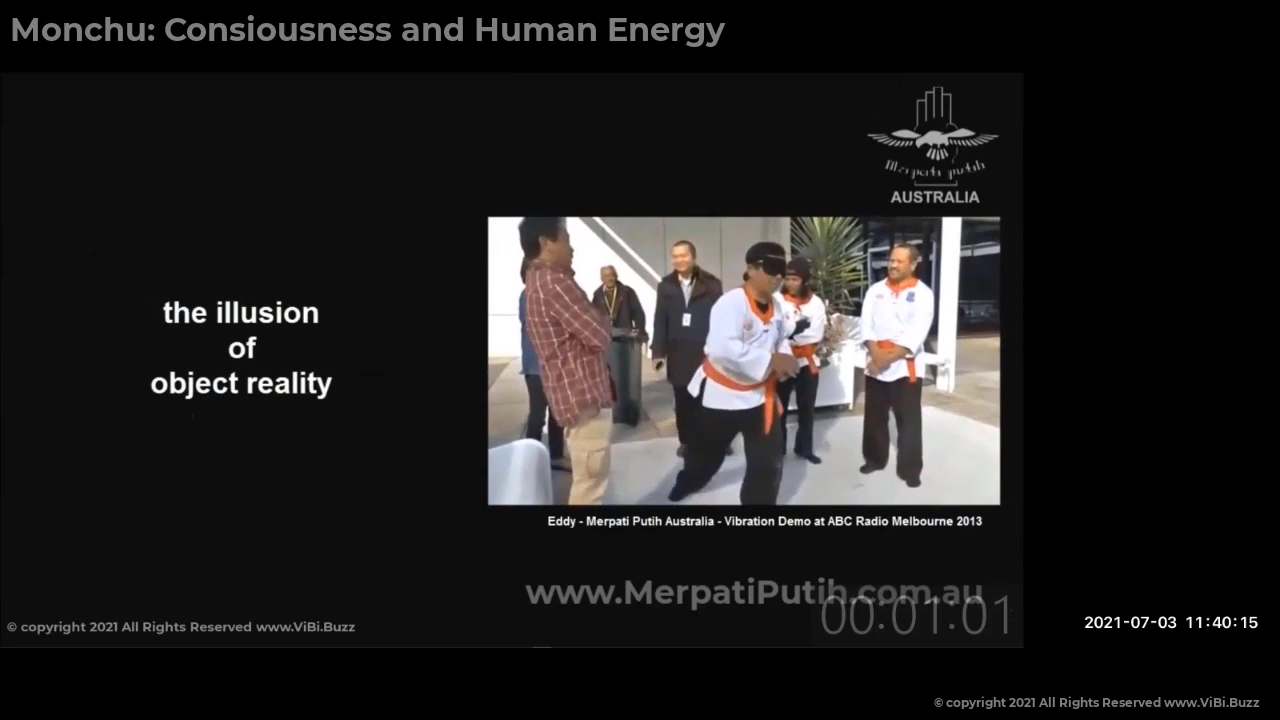 Monchu: Consiousness and Human Energy
Merpati putih
AUSTRALIA
the illusion
of
object reality
Eddy - Merpati Putih Australia - Vibration Demo at ABC Radio Melbourne 2013
www.MerpatiPutih.com.au
00:01:01
© copyright 2021 All Rights Reserved www.ViBi.Buzz
2021-07-03 11:40:15
© copyright 2021 All Rights Reserved www.ViBi.Buzz